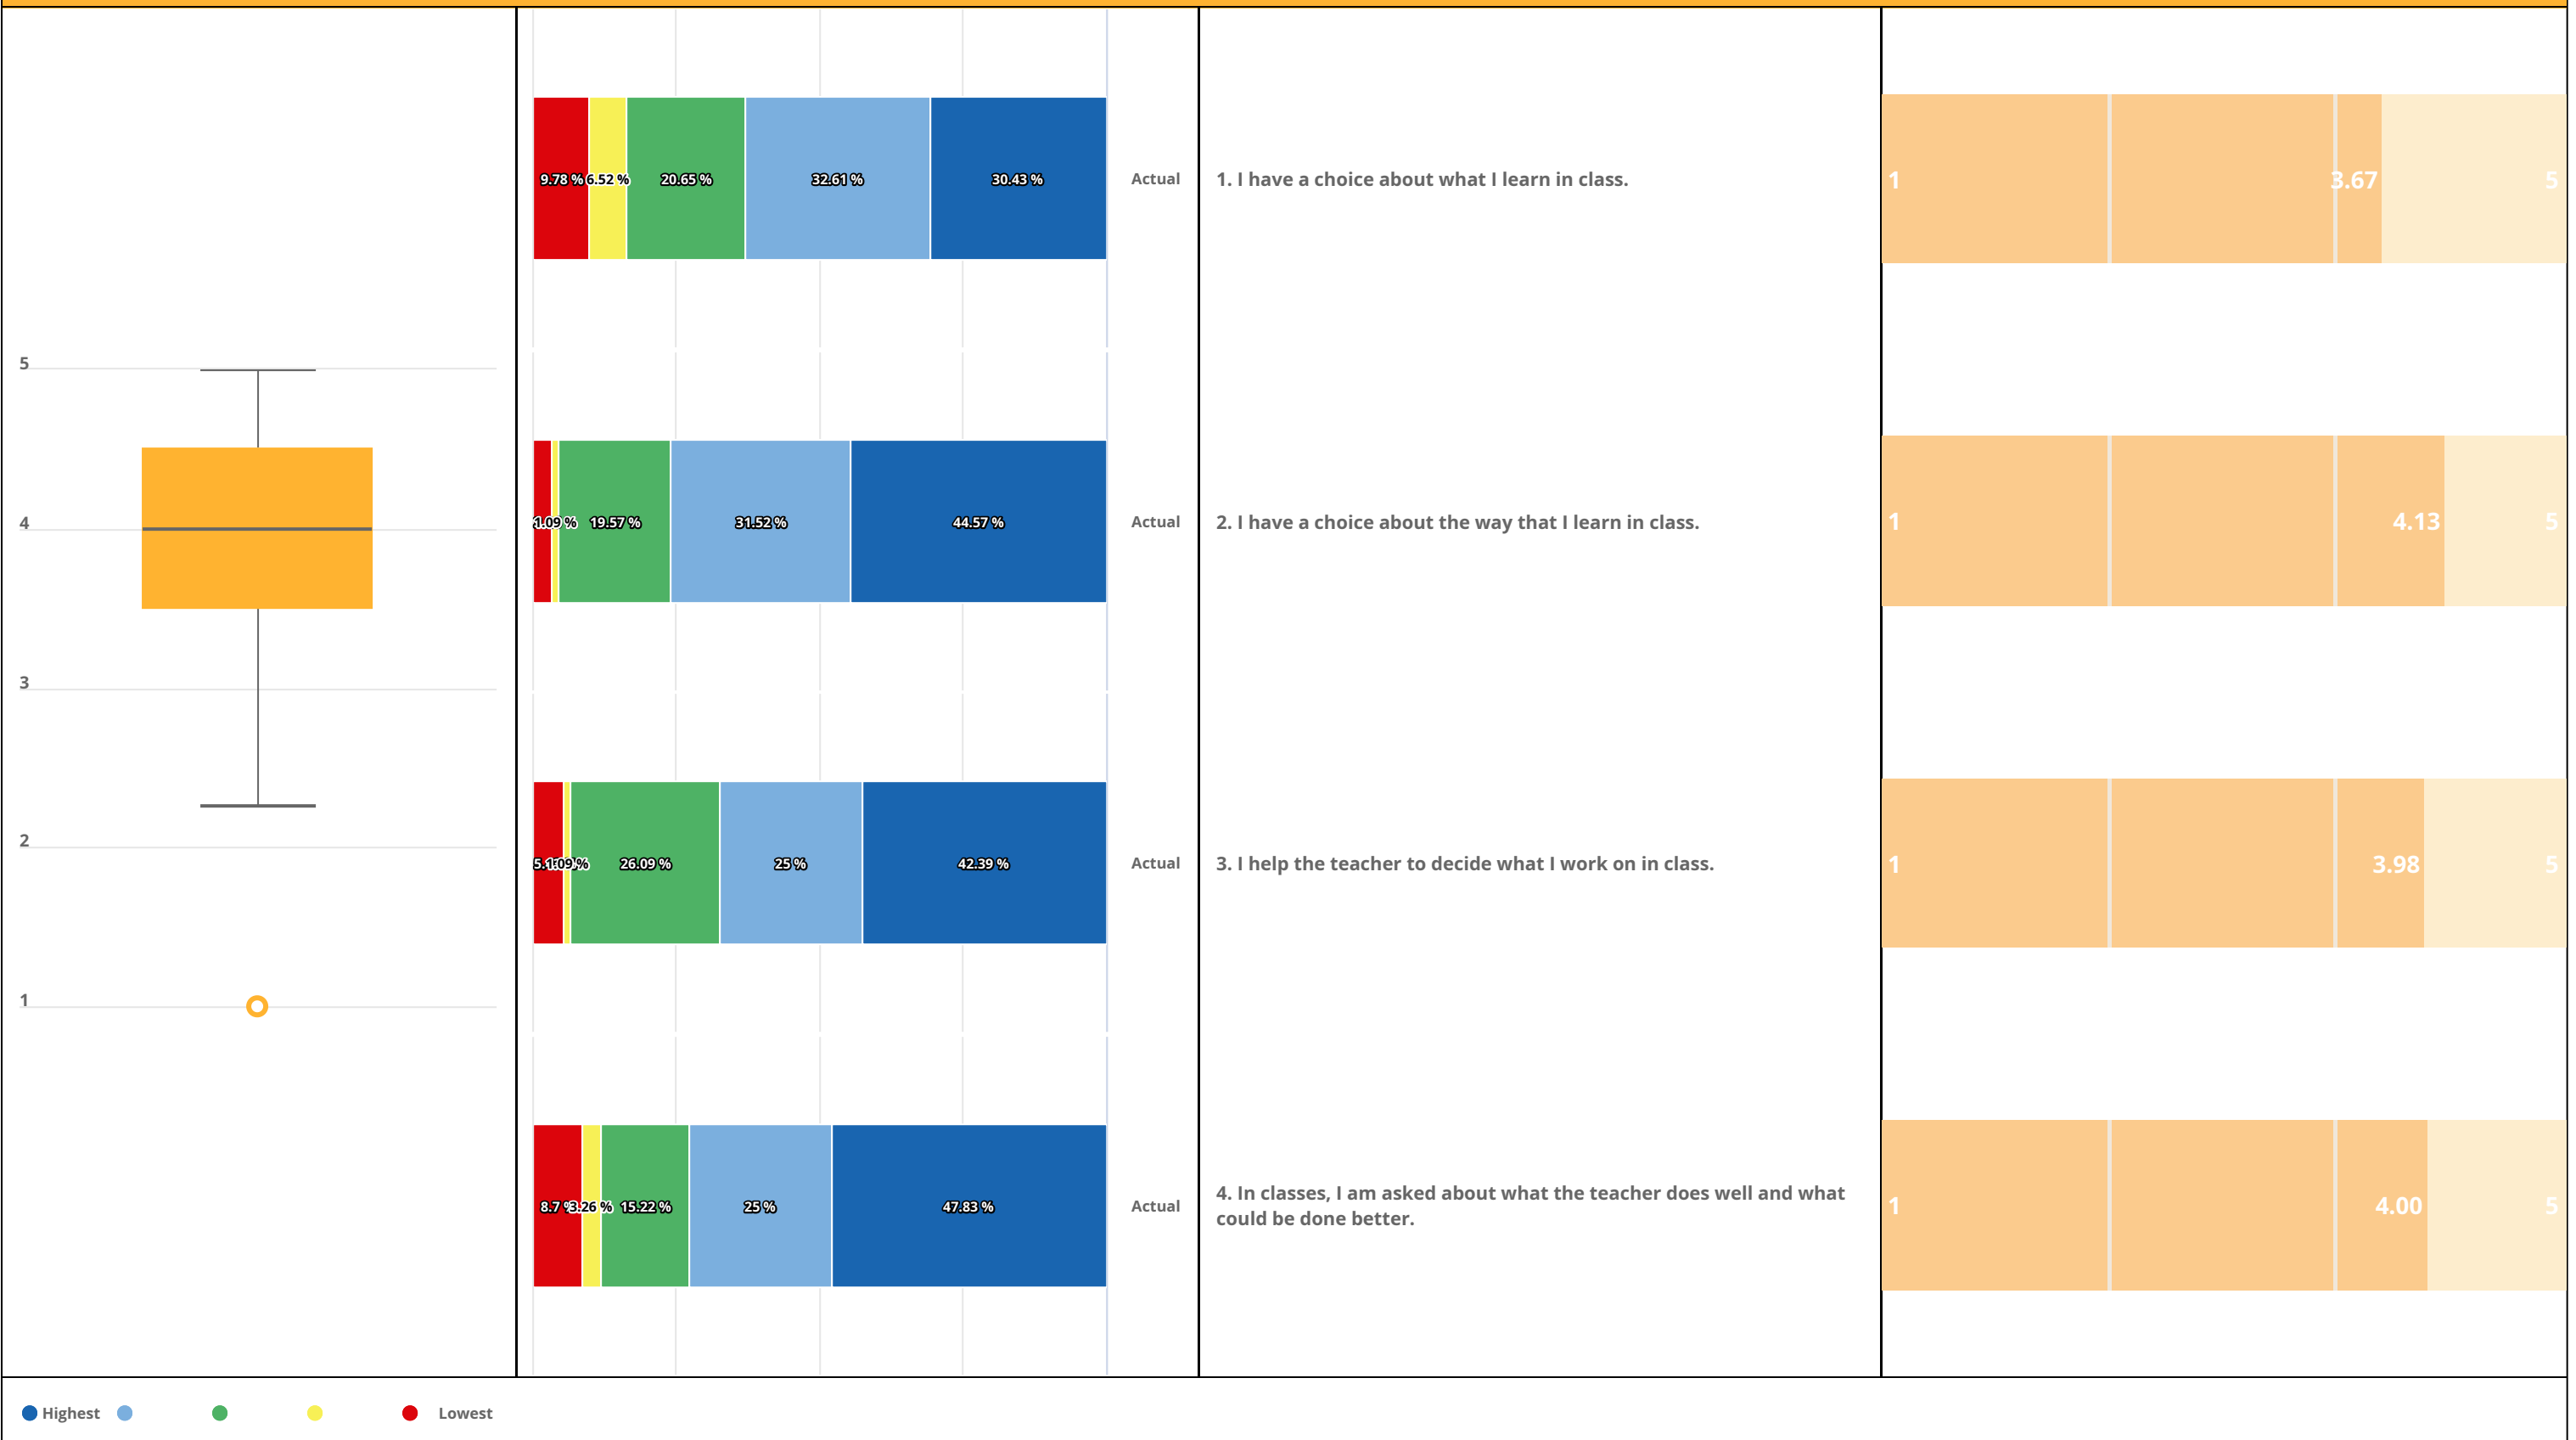 5
4
3
2
1
9.78 % 6.52 % 20.65 % 32.61 % 30.43 % Actual
1. I have a choice about what I learn in class.
1 3.67 5
1.09 % 19.57 % 31.52 % 44.57 % Actual
2. I have a choice about the way that I learn in class.
1 4.13 5
1.09 % 26.09 % 25 % 42.39 % Actual
3. I help the teacher to decide what I work on in class.
1 3.98 5
8.7 % 3.26 % 15.22 % 25 % 47.83 % Actual
4. In classes, I am asked about what the teacher does well and what
could be done better.
1 4.00 5
Highest Lowest